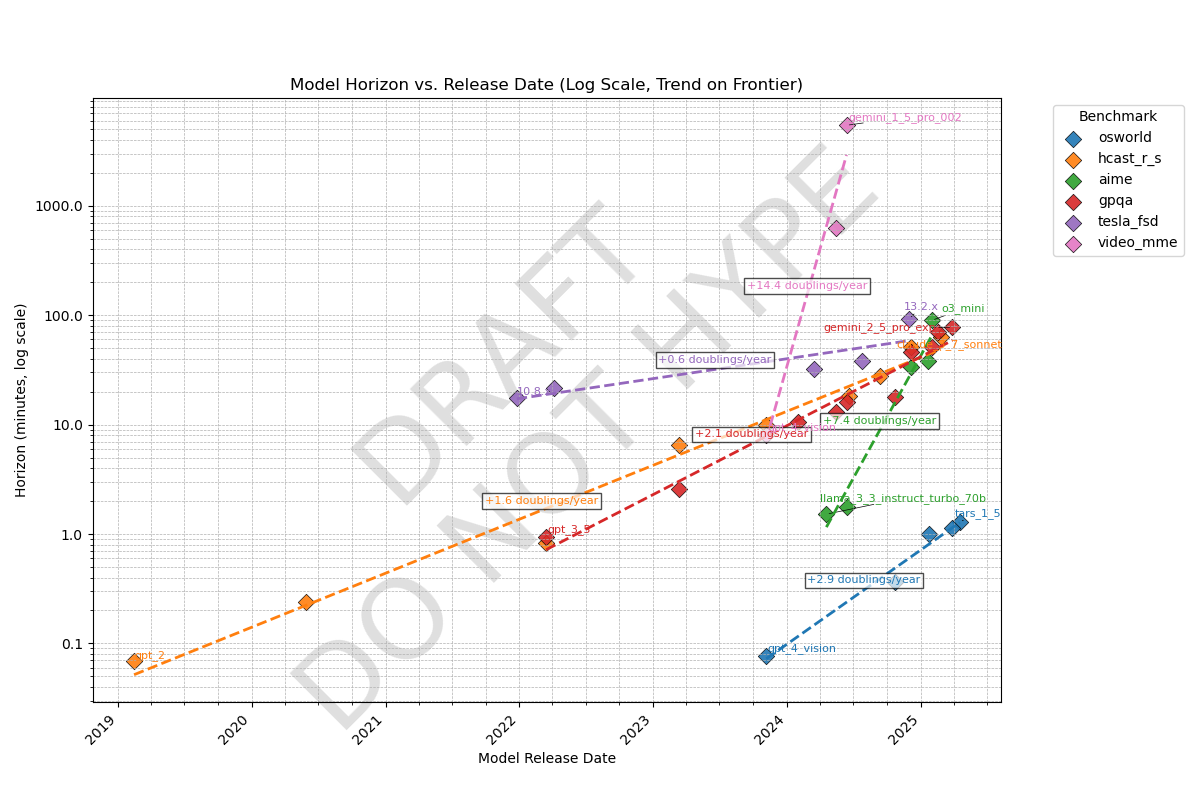 Model Horizon vs. Release Date (Log Scale, Trend on Frontier)
Horizon (minutes, log scale)
1000.0
100.0
10.0
1.0
0.1
2019
2020
2021
2022
2023
2024
2025
Model Release Date
DRAFT
DO NOT HYPE
gemini_1_5_pro_002
+14.4 doublings/year
13.2.x
o3_mini
gemini_2_5_pro_exp
_7_sonnet
+0.6 doublings/year
10.8
+7.4 doublings/year
+2.1 doublings/year
+1.6 doublings/year
llama_3_3_instruct_turbo_70b
tars_1_5
gpt_3_5
+2.9 doublings/year
gpt_4_vision
gpt_2
Benchmark
osworld
hcast_r_s
aime
gpqa
tesla_fsd
video_mme